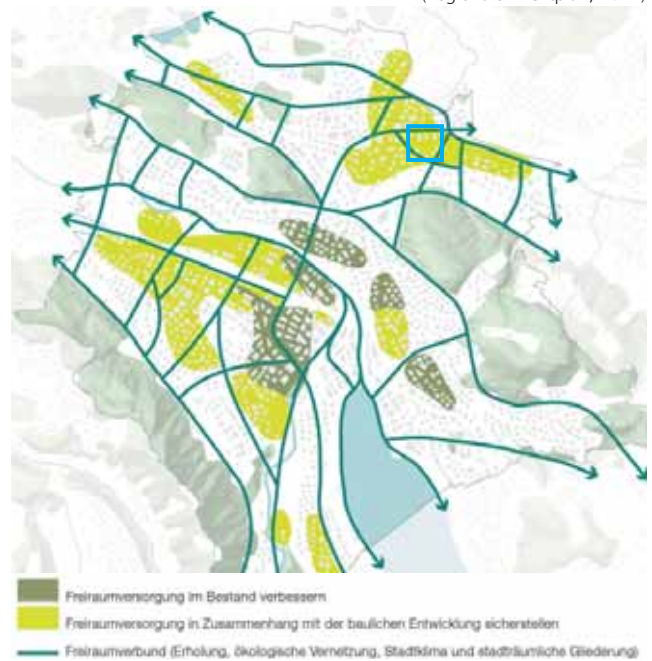 Freiraumversorgung im Bestand verbessern
Freiraumversorgung in Zusammenhang mit der baulichen Entwicklung sicherstellen
Freiraumverbund (Erholung, ökologische Vernetzung, Stadtklima und stadträumliche Gliederung)